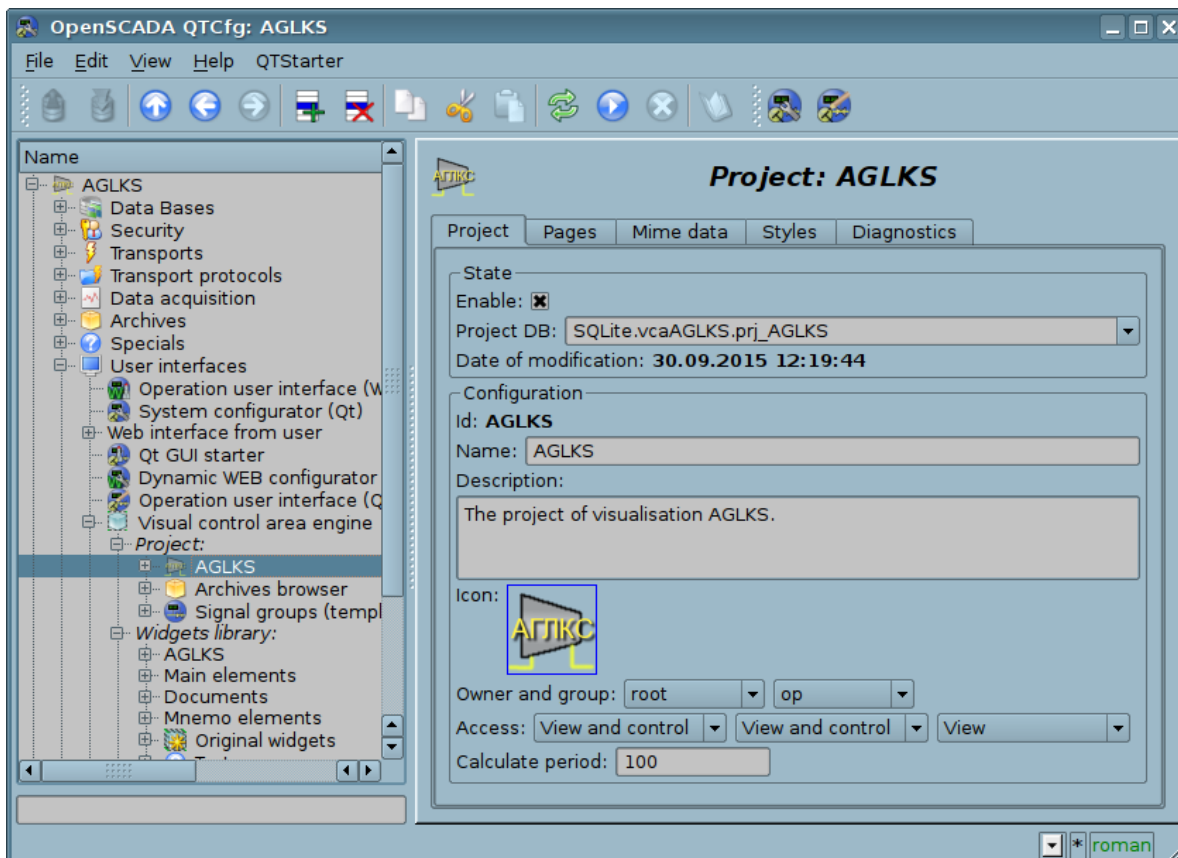 OpenSCADA QTCfg: AGLKS
File Edit View Help QTStarter
Name
AGLKS
Data Bases
Security
Transports
Transport protocols
Data acquisition
Archives
Specials
User interfaces
Operation user interface (W
System configurator (Qt)
Web interface from user
Qt GUI starter
Dynamic WEB configurator
Operation user interface (Q
Visual control area engine
Project:
AGLKS
Archives browser
Signal groups (templ
Widgets library:
AGLKS
Main elements
Documents
Mnemo elements
Original widgets
АГЛКС
Project: AGLKS
Project Pages Mime data Styles Diagnostics
State
Enable:
Project DB: SQLite.vcaAGLKS.prj_AGLKS
Date of modification: 30.09.2015 12:19:44
Configuration
Id: AGLKS
Name: AGLKS
Description:
The project of visualisation AGLKS.
Icon:
АГЛКС
Owner and group: root op
Access: View and control View and control View
Calculate period: 100
* roman